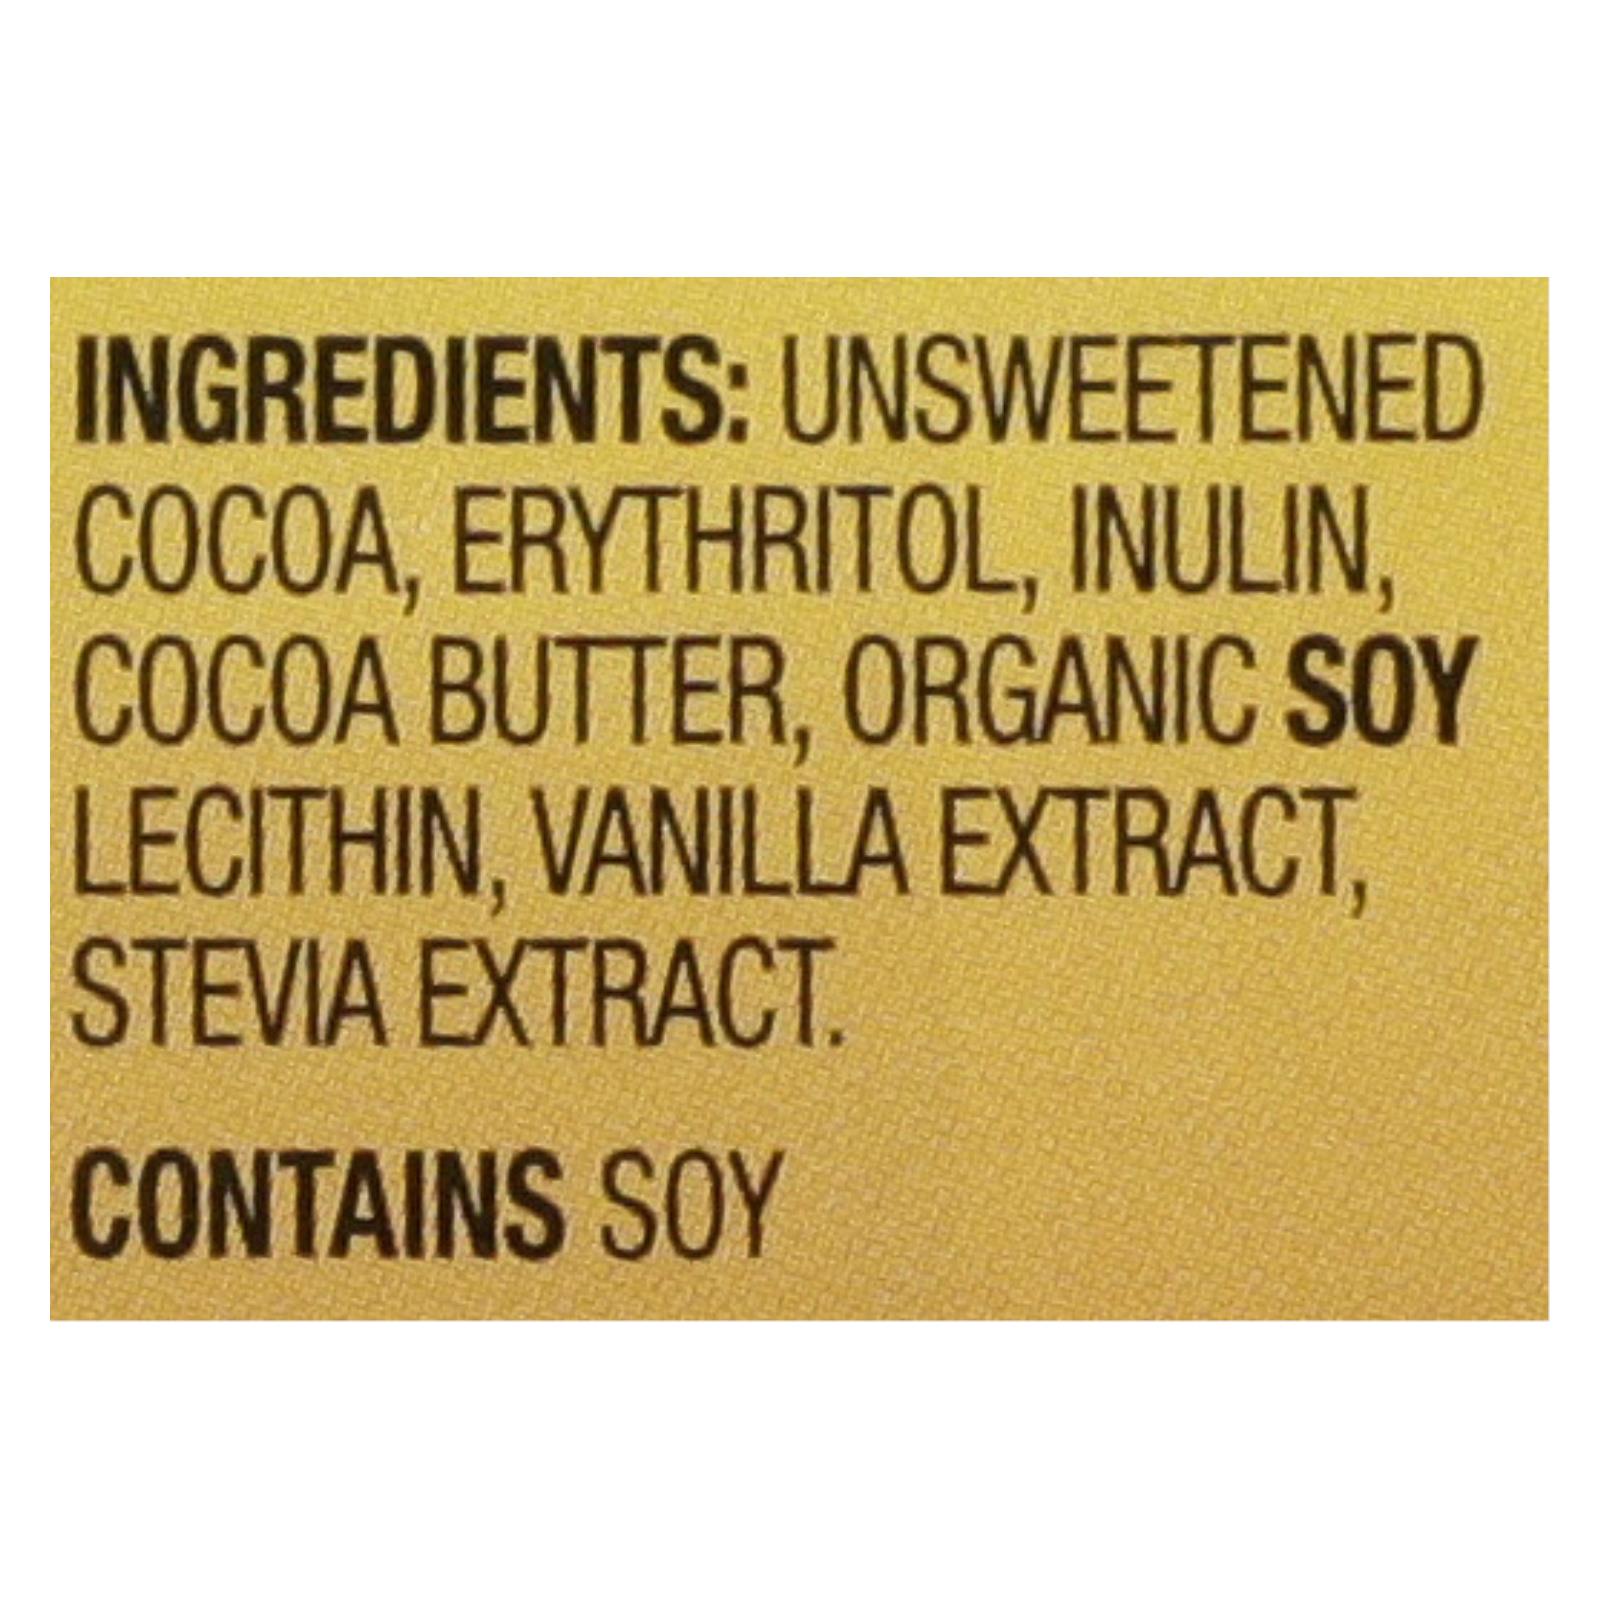 INGREDIENTS: UNSWEETENED
COCOA, ERYTHRITOL, INULIN,
COCOA BUTTER, ORGANIC SOY
LECITHIN, VANILLA EXTRACT,
STEVIA EXTRACT.
CONTAINS SOY